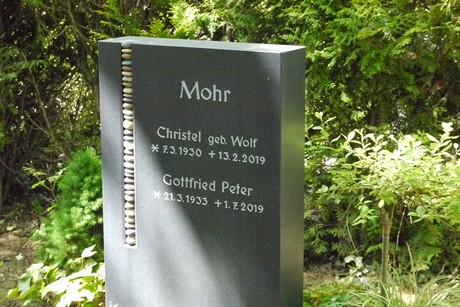 Mohr
Christel geb. Wolf
* 7.3.1930 + 13.2.2019
Gottfried Peter
* 21.3.1933 + 1.7.2019